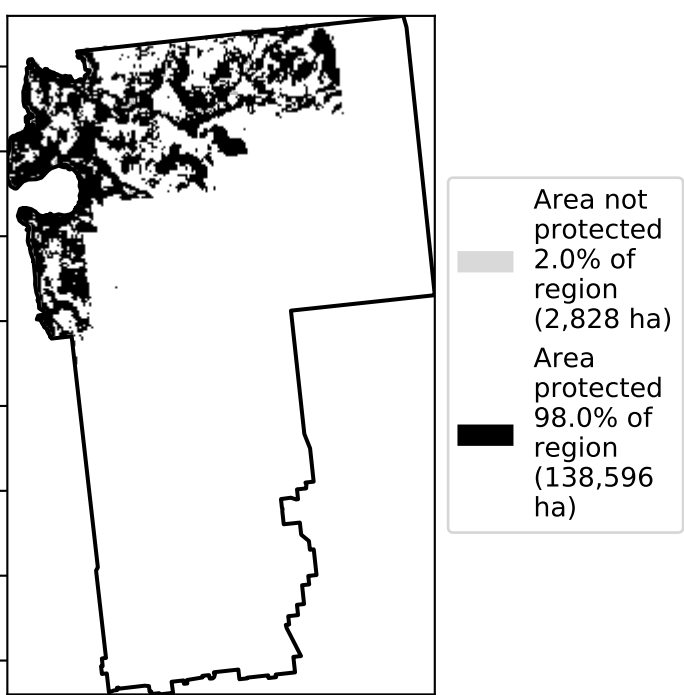 Area not
protected
2.0% of
region
(2,828 ha)
Area
protected
98.0% of
region
(138,596
ha)